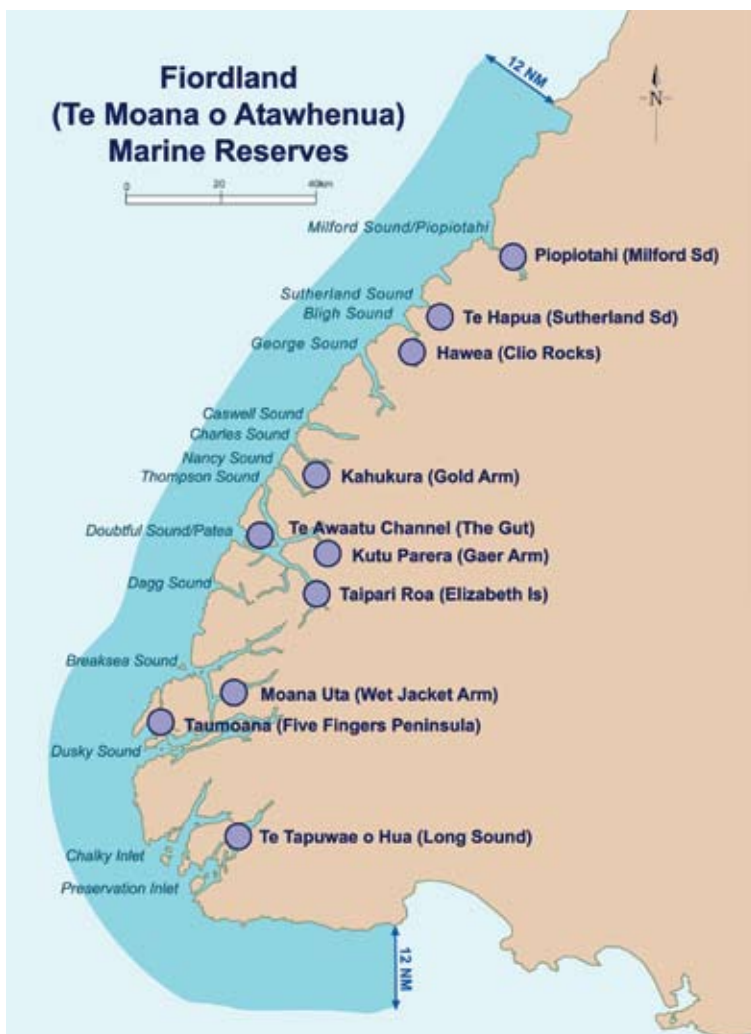 Fiordland
(Te Moana o Atawhenua)
Marine Reserves
12 NM
N
0 20 40km
Milford Sound/Piopiotahi
Piopiotahi (Milford Sd)
Sutherland Sound
Bligh Sound
Te Hapua (Sutherland Sd)
George Sound
Hawea (Clio Rocks)
Caswell Sound
Charles Sound
Nancy Sound
Thompson Sound
Kahukura (Gold Arm)
Doubtful Sound/Patea
Te Awaatu Channel (The Gut)
Kutu Parera (Gaer Arm)
Dagg Sound
Taipari Roa (Elizabeth Is)
Breaksea Sound
Moana Uta (Wet Jacket Arm)
Taumoana (Five Fingers Peninsula)
Dusky Sound
Te Tapuwae o Hua (Long Sound)
Chalky Inlet
Preservation Inlet
12 NM